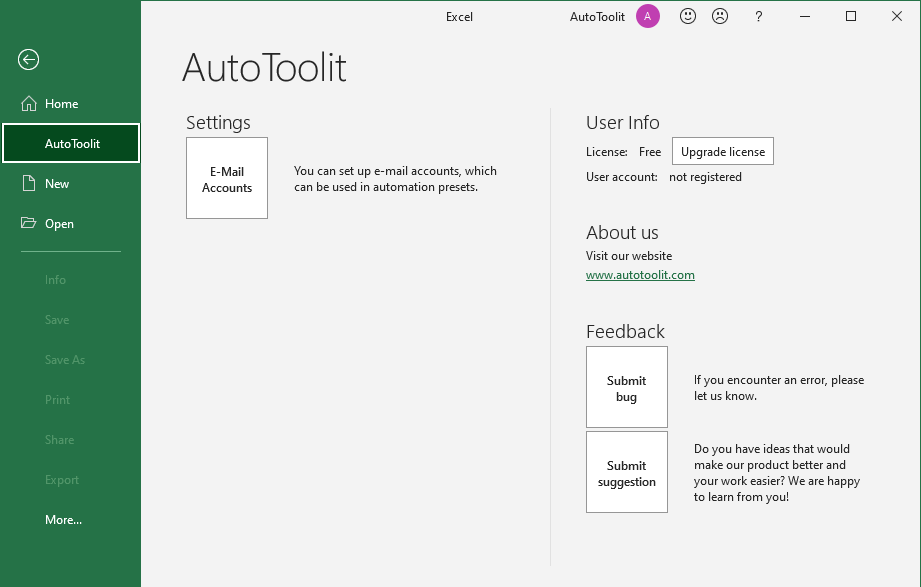 Excel
AutoToolit
A
?
Home
AutoToolit
New
Open
Info
Save
Save As
Print
Share
Export
More...
AutoToolit
Settings
E-Mail
Accounts
You can set up e-mail accounts, which
can be used in automation presets.
User Info
License: Free Upgrade license
User account: not registered
About us
Visit our website
www.autotoolit.com
Feedback
Submit
bug
If you encounter an error, please
let us know.
Submit
suggestion
Do you have ideas that would
make our product better and
your work easier? We are happy
to learn from you!